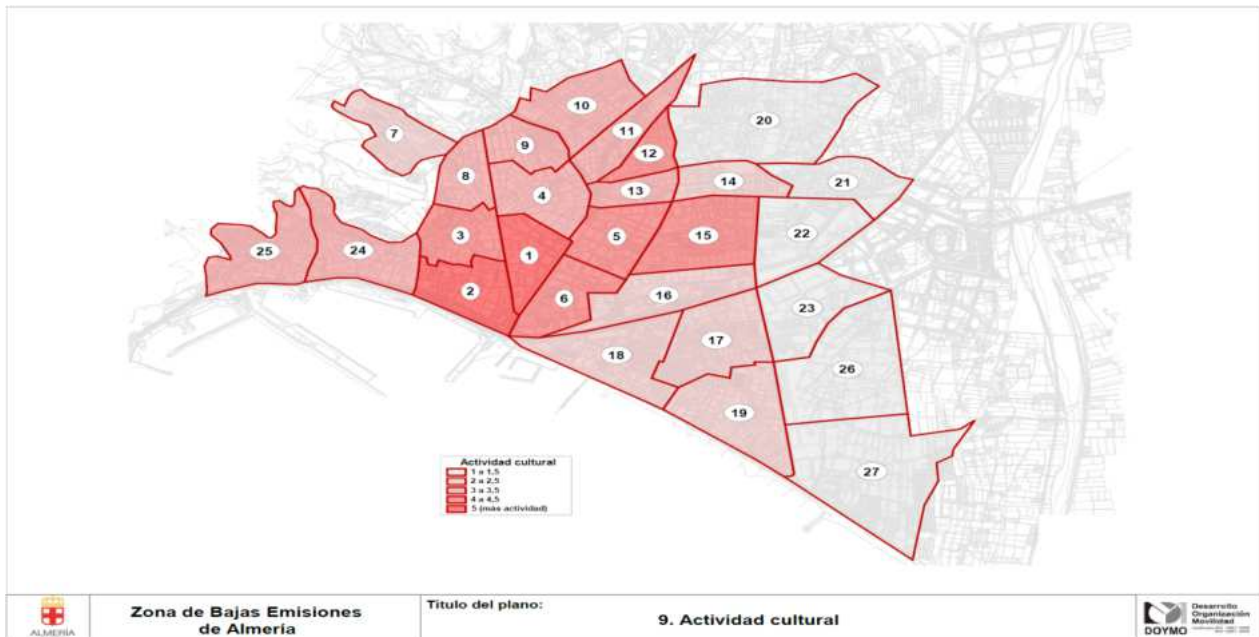 10
11
20
7
9
12
8
4
13
14
21
3
5
15
22
25
24
1
2
6
16
23
17
18
26
19
27
Actividad cultural
1 a 1,5
2 a 2,5
3 a 3,5
4 a 4,5
5 (más actividad)
ALMERÍA
Zona de Bajas Emisiones
de Almería
Título del plano:
9. Actividad cultural
DOYMO
Desarrollo
Organización
Movilidad